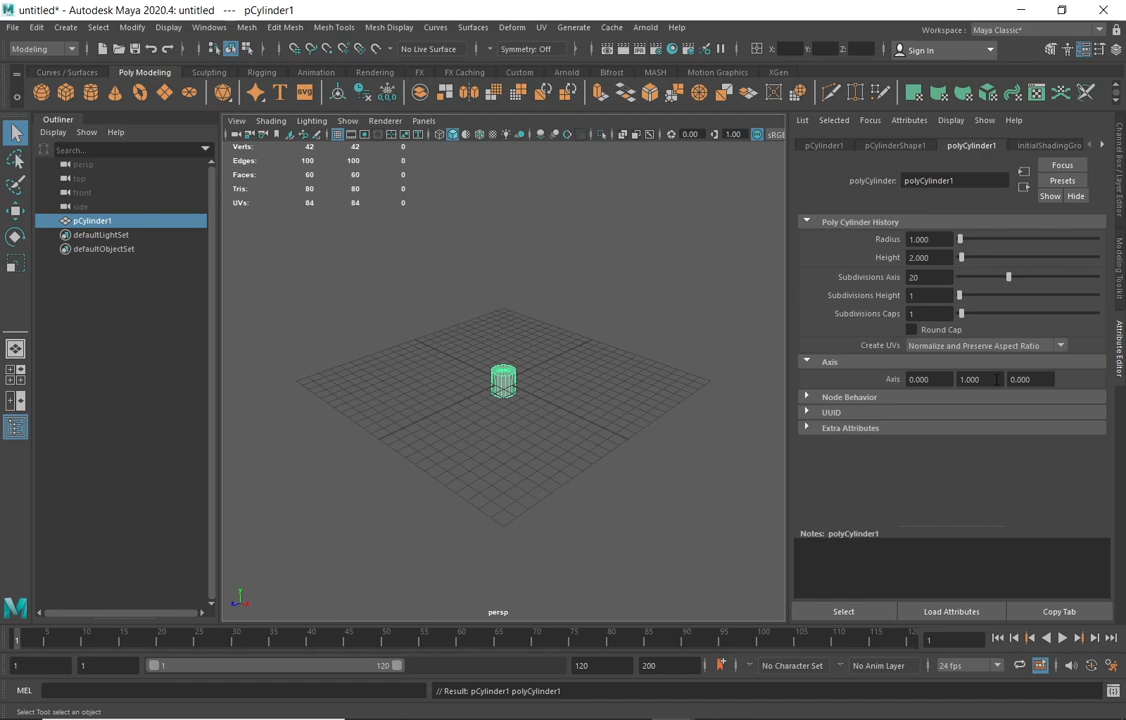 untitled* - Autodesk Maya 2020.4: untitled --- pCylinder1
File Edit Create Select Modify Display Windows Mesh Edit Mesh Mesh Tools Mesh Display Curves Surfaces Deform UV Generate Cache Arnold Help
Workspace: Maya Classic*
Modeling No Live Surface Symmetry: Off X: Y: Z: Sign In
Curves / Surfaces Poly Modeling Sculpting Rigging Animation Rendering FX FX Caching Custom Arnold Bifrost MASH Motion Graphics XGen
SVG
Outliner
Display Show Help
Search...
persp
top
front
side
pCylinder1
defaultLightSet
defaultObjectSet
View Shading Lighting Show Renderer Panels
0.00 1.00 sRGB
Verts: 42 42 0
Edges: 100 100 0
Faces: 60 60 0
Tris: 80 80 0
UVs: 84 84 0
persp
List Selected Focus Attributes Display Show Help
pCylinder1 pCylinderShape1 polyCylinder1 initialShadingGro
polyCylinder: polyCylinder1
Focus
Presets
Show Hide
Poly Cylinder History
Radius 1.000
Height 2.000
Subdivisions Axis 20
Subdivisions Height 1
Subdivisions Caps 1
Round Cap
Create UVs Normalize and Preserve Aspect Ratio
Axis
Axis 0.000 1.000 0.000
Node Behavior
UUID
Extra Attributes
Notes: polyCylinder1
Select Load Attributes Copy Tab
Channel Box / Layer Editor
Modeling Toolkit
Attribute Editor
1 5 10 15 20 25 30 35 40 45 50 55 60 65 70 75 80 85 90 95 100 105 110 115 12 1
1 1 1 120 120 200 No Character Set No Anim Layer 24 fps
MEL // Result: pCylinder1 polyCylinder1
Select Tool: select an object